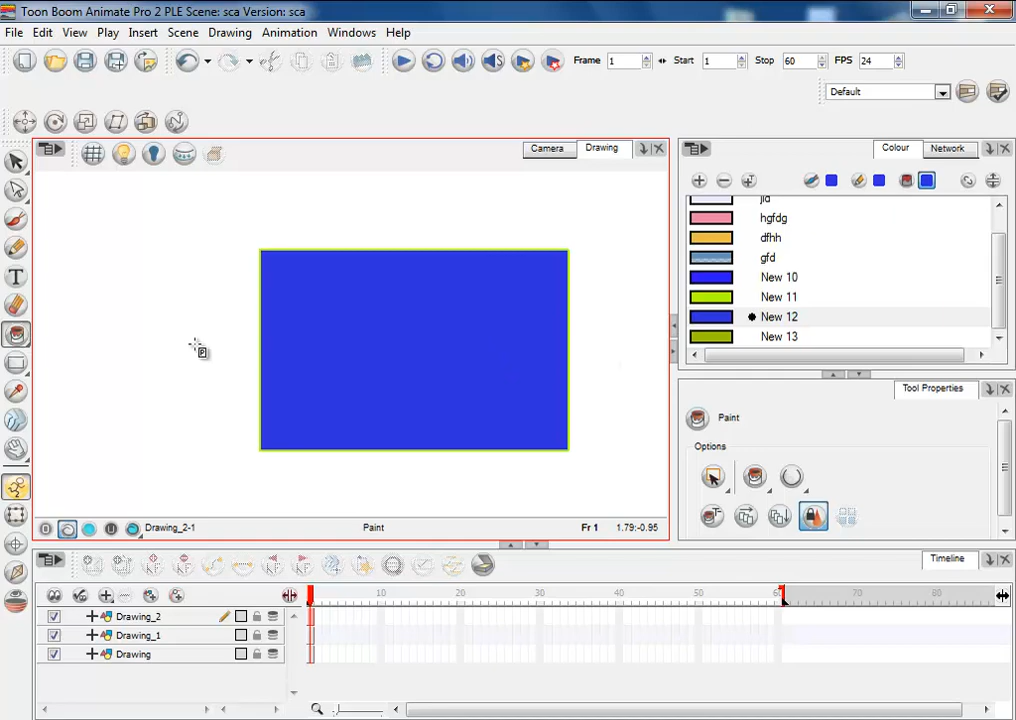 Toon Boom Animate Pro 2 PLE Scene: sca Version: sca
File Edit View Play Insert Scene Drawing Animation Windows Help
Frame 1 Start 1 Stop 60 FPS 24
Default
Camera Drawing
Colour Network
hgfdg
dfhh
gfd
New 10
New 11
New 12
New 13
Tool Properties
Paint
Options
Drawing_2-1 Paint Fr 1 1.79:-0.95
Timeline
10 20 30 40 50 60 70 80
Drawing_2
Drawing_1
Drawing